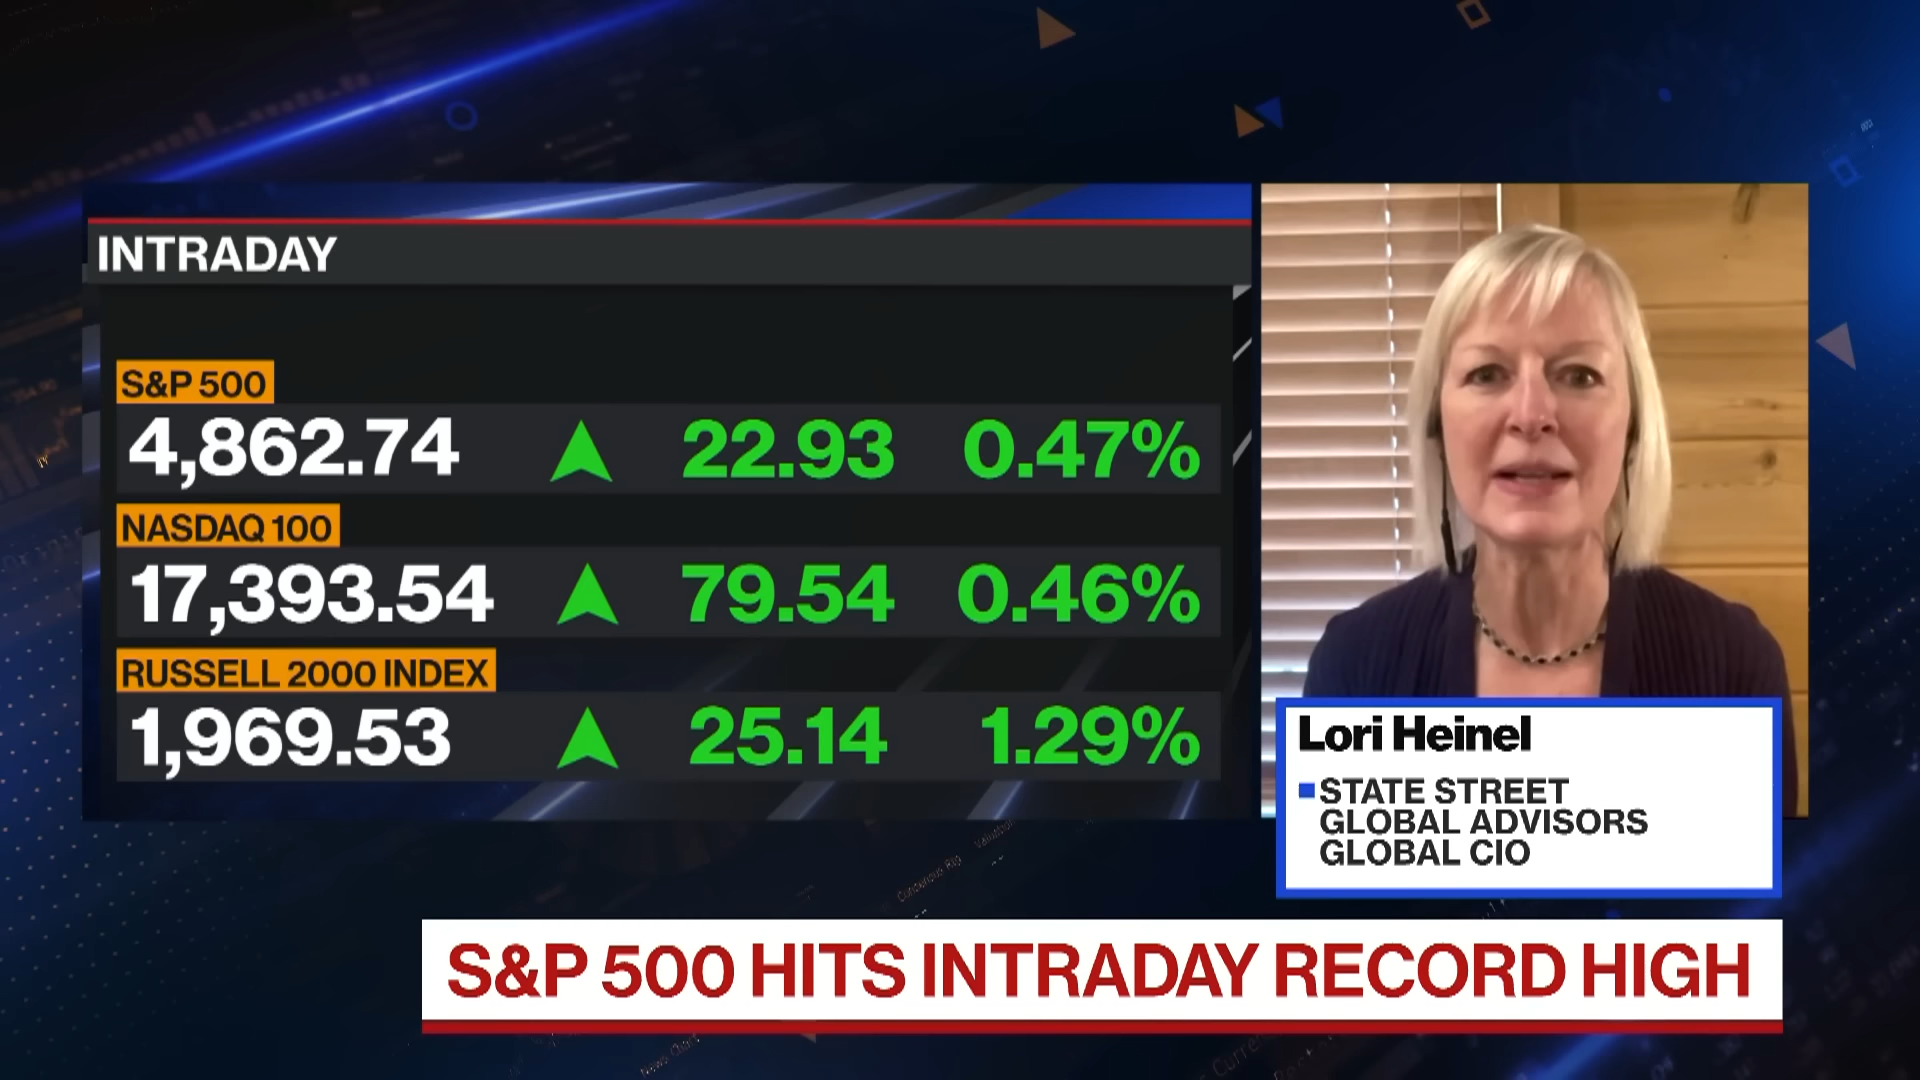 INTRADAY
S&P 500
4,862.74 ▲ 22.93 0.47%
NASDAQ 100
17,393.54 ▲ 79.54 0.46%
RUSSELL 2000 INDEX
1,969.53 ▲ 25.14 1.29%
Lori Heinel
STATE STREET
GLOBAL ADVISORS
GLOBAL CIO
S&P 500 HITS INTRADAY RECORD HIGH